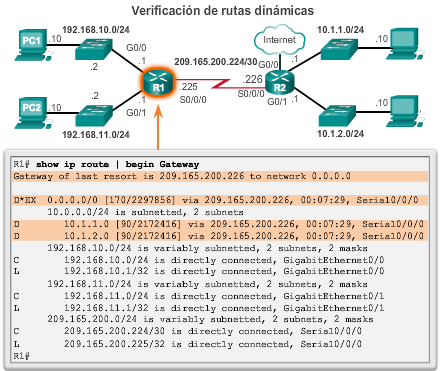 Verificación de rutas dinámicas
192.168.10.0/24
10.1.1.0/24
PC1
.10
G0/0
.1
Internet
.1
.10
.2
209.165.200.224/30
G0/0
R1
.225
S0/0/0
.226
S0/0/0
R2
G0/1
.1
.2
.1
G0/1
PC2
.10
.10
192.168.11.0/24
10.1.2.0/24
R1# show ip route | begin Gateway
Gateway of last resort is 209.165.200.226 to network 0.0.0.0
D*EX 0.0.0.0/0 [170/2297856] via 209.165.200.226, 00:07:29, Serial0/0/0
10.0.0.0/24 is subnetted, 2 subnets
D 10.1.1.0 [90/2172416] via 209.165.200.226, 00:07:29, Serial0/0/0
D 10.1.2.0 [90/2172416] via 209.165.200.226, 00:07:29, Serial0/0/0
192.168.10.0/24 is variably subnetted, 2 subnets, 2 masks
C 192.168.10.0/24 is directly connected, GigabitEthernet0/0
L 192.168.10.1/32 is directly connected, GigabitEthernet0/0
192.168.11.0/24 is variably subnetted, 2 subnets, 2 masks
C 192.168.11.0/24 is directly connected, GigabitEthernet0/1
L 192.168.11.1/32 is directly connected, GigabitEthernet0/1
209.165.200.0/24 is variably subnetted, 2 subnets, 2 masks
C 209.165.200.224/30 is directly connected, Serial0/0/0
L 209.165.200.225/32 is directly connected, Serial0/0/0
R1#